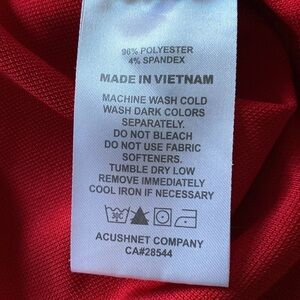 96% POLYESTER
4% SPANDEX
MADE IN VIETNAM
MACHINE WASH COLD
WASH DARK COLORS
SEPARATELY.
DO NOT BLEACH
DO NOT USE FABRIC
SOFTENERS.
TUMBLE DRY LOW
REMOVE IMMEDIATELY
COOL IRON IF NECESSARY
30C
ACUSHNET COMPANY
CA#28544